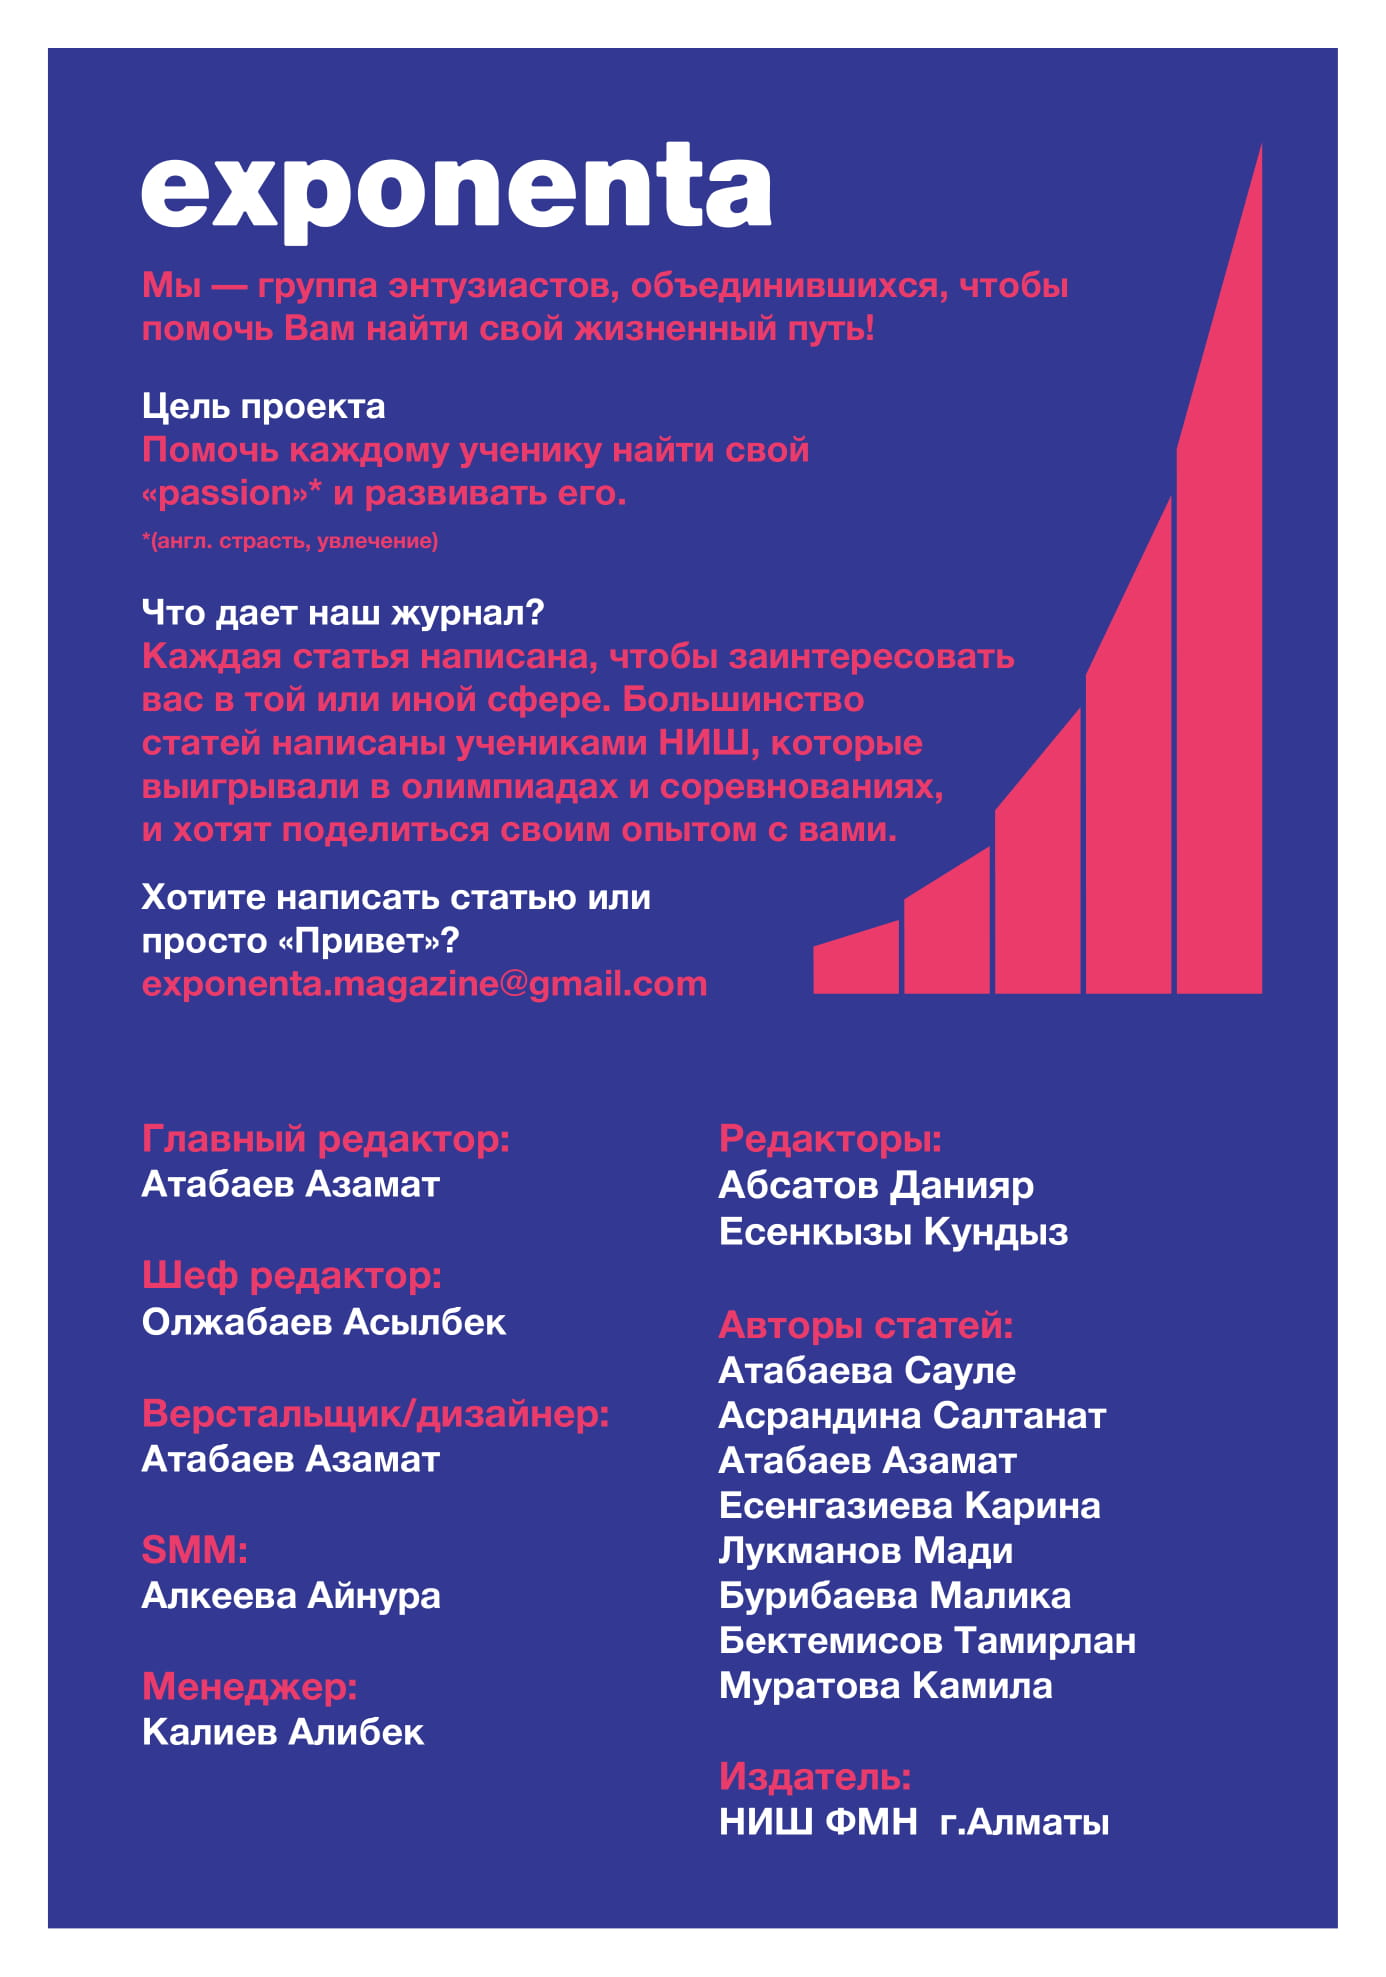 exponenta
Мы — группа энтузиастов, объединившихся, чтобы
помочь Вам найти свой жизненный путь!
Цель проекта
Помочь каждому ученику найти свой
«passion»* и развивать его.
*(англ. страсть, увлечение)
Что дает наш журнал?
Каждая статья написана, чтобы заинтересовать
вас в той или иной сфере. Большинство
статей написаны учениками НИШ, которые
выигрывали в олимпиадах и соревнованиях,
и хотят поделиться своим опытом с вами.
Хотите написать статью или
просто «Привет»?
exponenta.magazine@gmail.com
Главный редактор:
Атабаев Азамат
Шеф редактор:
Олжабаев Асылбек
Верстальщик/дизайнер:
Атабаев Азамат
SMM:
Алкеева Айнура
Менеджер:
Калиев Алибек
Редакторы:
Абсатов Данияр
Есенкызы Кундыз
Авторы статей:
Атабаева Сауле
Асрандина Салтанат
Атабаев Азамат
Есенгазиева Карина
Лукманов Мади
Бурибаева Малика
Бектемисов Тамирлан
Муратова Камила
Издатель:
НИШ ФМН г.Алматы